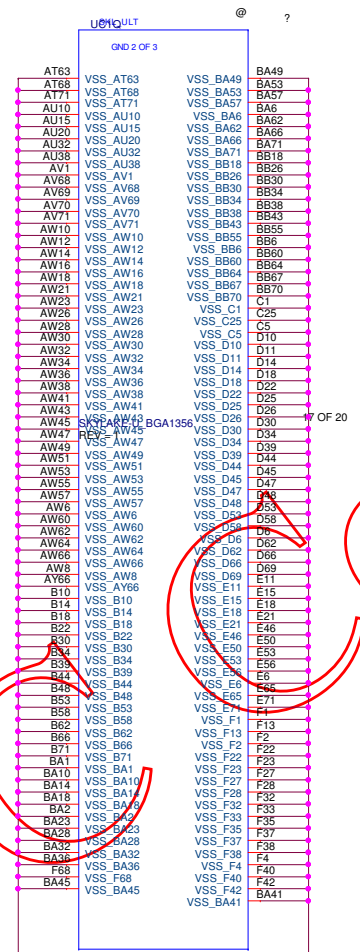 @ ?
UC1Q
SKL_ULT
GND 2 OF 3
AT63 VSS_AT63 VSS_BA49 BA49
AT68 VSS_AT68 VSS_BA53 BA53
AT71 VSS_AT71 VSS_BA57 BA57
AU10 VSS_AU10 VSS_BA6 BA6
AU15 VSS_AU15 VSS_BA62 BA62
AU20 VSS_AU20 VSS_BA66 BA66
AU32 VSS_AU32 VSS_BA71 BA71
AU38 VSS_AU38 VSS_BB18 BB18
AV1 VSS_AV1 VSS_BB26 BB26
AV68 VSS_AV68 VSS_BB30 BB30
AV69 VSS_AV69 VSS_BB34 BB34
AV70 VSS_AV70 VSS_BB38 BB38
AV71 VSS_AV71 VSS_BB43 BB43
AW10 VSS_AW10 VSS_BB55 BB55
AW12 VSS_AW12 VSS_BB6 BB6
AW14 VSS_AW14 VSS_BB60 BB60
AW16 VSS_AW16 VSS_BB64 BB64
AW18 VSS_AW18 VSS_BB67 BB67
AW21 VSS_AW21 VSS_BB70 BB70
AW23 VSS_AW23 VSS_C1 C1
AW26 VSS_AW26 VSS_C25 C25
AW28 VSS_AW28 VSS_C5 C5
AW30 VSS_AW30 VSS_D10 D10
AW32 VSS_AW32 VSS_D11 D11
AW34 VSS_AW34 VSS_D14 D14
AW36 VSS_AW36 VSS_D18 D18
AW38 VSS_AW38 VSS_D22 D22
AW41 VSS_AW41 VSS_D25 D25
AW43 VSS_AW43 VSS_D26 D26
17 OF 20
SKYLAKE-U_BGA1356
AW45 VSS_AW45 VSS_D30 D30
REV = 1
AW47 VSS_AW47 VSS_D34 D34
AW49 VSS_AW49 VSS_D39 D39
AW51 VSS_AW51 VSS_D44 D44
AW53 VSS_AW53 VSS_D45 D45
AW55 VSS_AW55 VSS_D47 D47
AW57 VSS_AW57 VSS_D48 D48
AW6 VSS_AW6 VSS_D53 D53
AW60 VSS_AW60 VSS_D58 D58
AW62 VSS_AW62 VSS_D6 D6
AW64 VSS_AW64 VSS_D62 D62
AW66 VSS_AW66 VSS_D66 D66
AW8 VSS_AW8 VSS_D69 D69
AY66 VSS_AY66 VSS_E11 E11
B10 VSS_B10 VSS_E15 E15
B14 VSS_B14 VSS_E18 E18
B18 VSS_B18 VSS_E21 E21
B22 VSS_B22 VSS_E46 E46
B30 VSS_B30 VSS_E50 E50
B34 VSS_B34 VSS_E53 E53
B39 VSS_B39 VSS_E56 E56
B44 VSS_B44 VSS_E6 E6
B48 VSS_B48 VSS_E65 E65
B53 VSS_B53 VSS_E71 E71
B58 VSS_B58 VSS_F1 F1
B62 VSS_B62 VSS_F13 F13
B66 VSS_B66 VSS_F2 F2
B71 VSS_B71 VSS_F22 F22
BA1 VSS_BA1 VSS_F23 F23
BA10 VSS_BA10 VSS_F27 F27
BA14 VSS_BA14 VSS_F28 F28
BA18 VSS_BA18 VSS_F32 F32
BA2 VSS_BA2 VSS_F33 F33
BA23 VSS_BA23 VSS_F35 F35
BA28 VSS_BA28 VSS_F37 F37
BA32 VSS_BA32 VSS_F38 F38
BA36 VSS_BA36 VSS_F4 F4
F68 VSS_F68 VSS_F40 F40
BA45 VSS_BA45 VSS_F42 F42
VSS_BA41 BA41